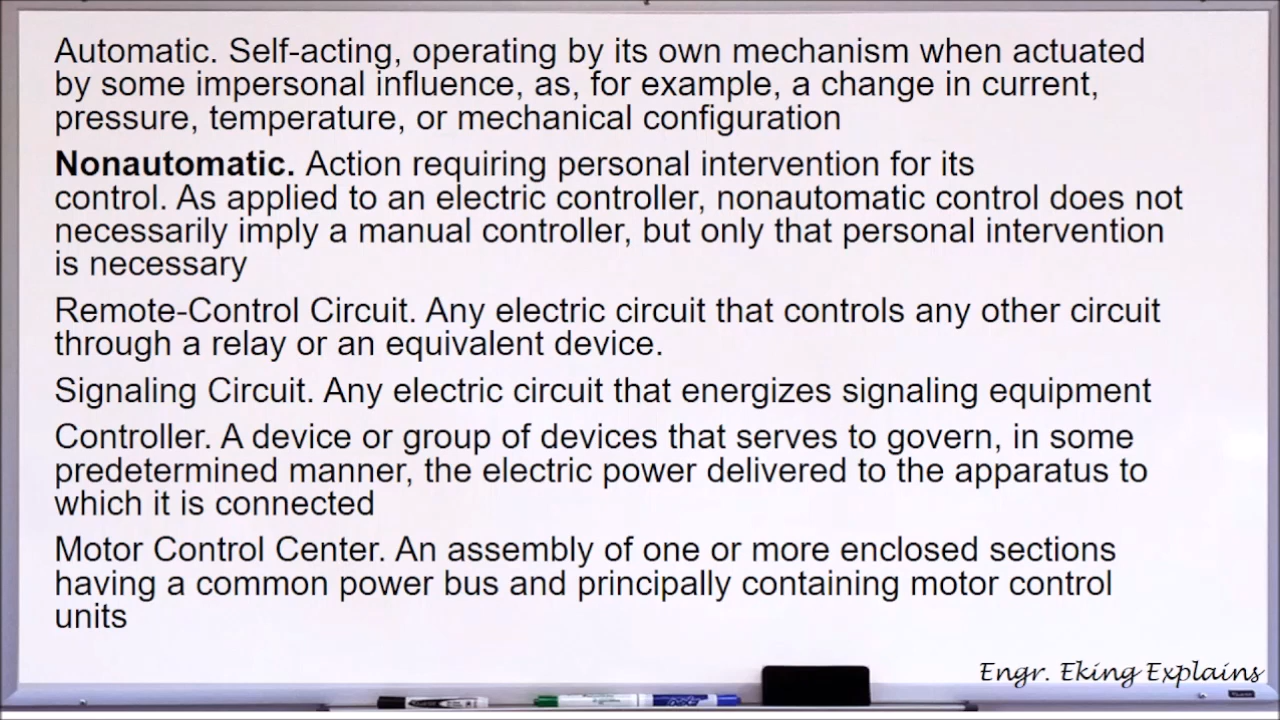 Automatic. Self-acting, operating by its own mechanism when actuated
by some impersonal influence, as, for example, a change in current,
pressure, temperature, or mechanical configuration
Nonautomatic. Action requiring personal intervention for its
control. As applied to an electric controller, nonautomatic control does not
necessarily imply a manual controller, but only that personal intervention
is necessary
Remote-Control Circuit. Any electric circuit that controls any other circuit
through a relay or an equivalent device.
Signaling Circuit. Any electric circuit that energizes signaling equipment
Controller. A device or group of devices that serves to govern, in some
predetermined manner, the electric power delivered to the apparatus to
which it is connected
Motor Control Center. An assembly of one or more enclosed sections
having a common power bus and principally containing motor control
units
Engr. Eking Explains